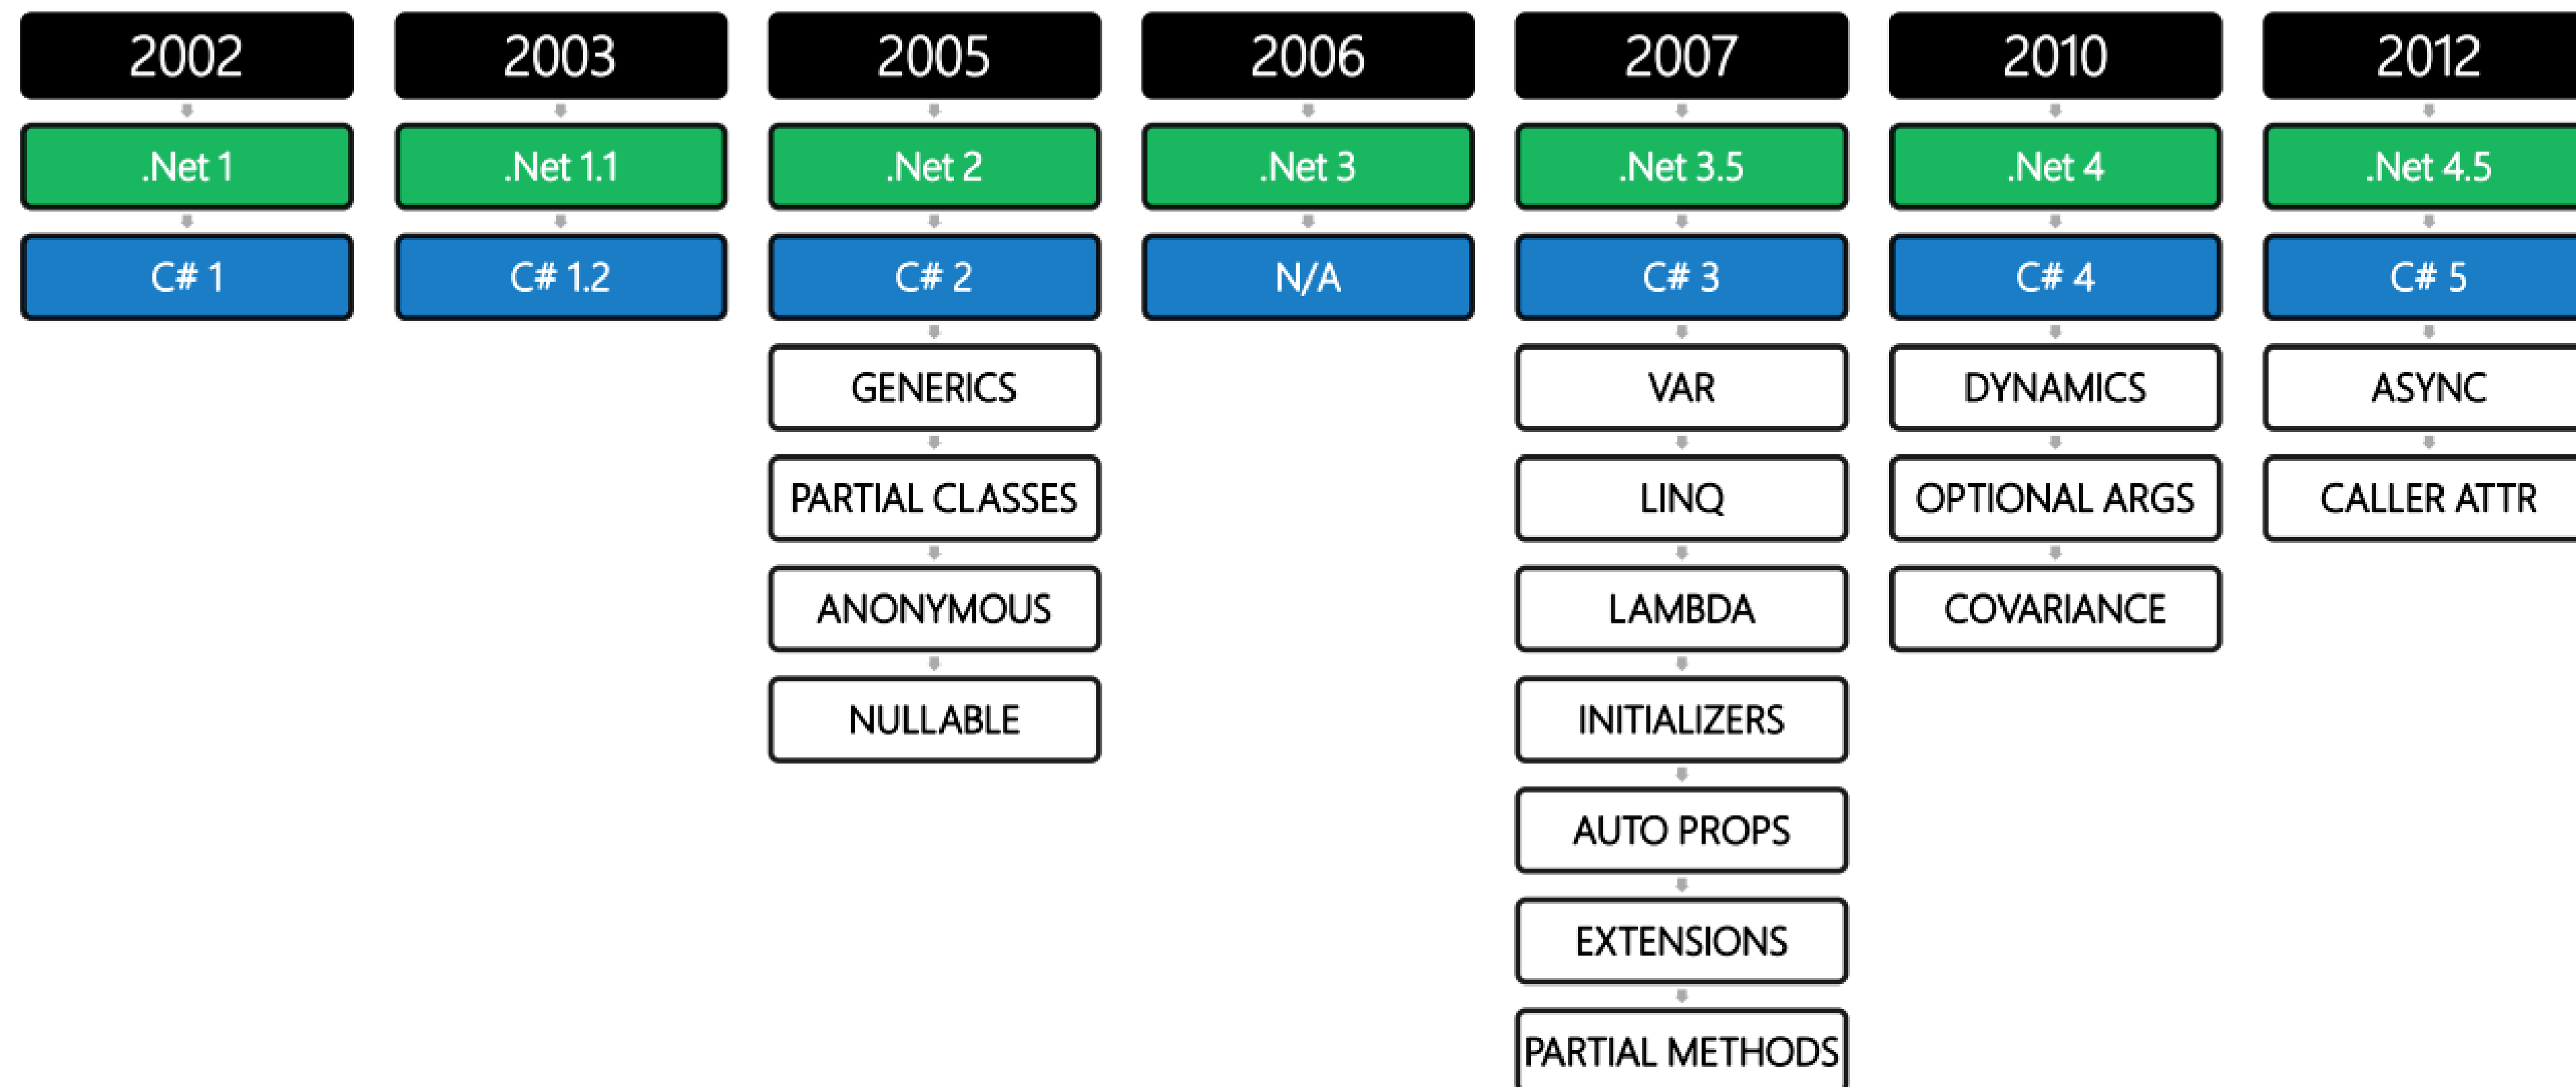 2002
.Net 1
C# 1
2003
.Net 1.1
C# 1.2
2005
.Net 2
C# 2
GENERICS
PARTIAL CLASSES
ANONYMOUS
NULLABLE
2006
.Net 3
N/A
2007
.Net 3.5
C# 3
VAR
LINQ
LAMBDA
INITIALIZERS
AUTO PROPS
EXTENSIONS
PARTIAL METHODS
2010
.Net 4
C# 4
DYNAMICS
OPTIONAL ARGS
COVARIANCE
2012
.Net 4.5
C# 5
ASYNC
CALLER ATTR